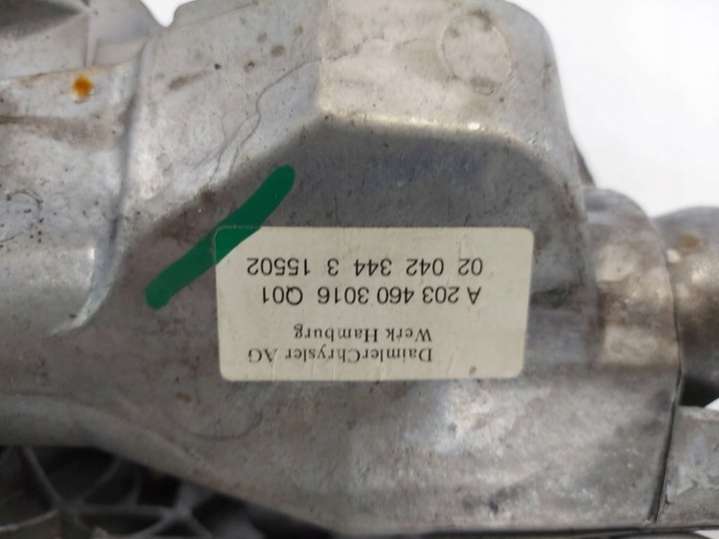 DaimlerChrysler AG
Werk Hamburg
A 203 460 3016 Q01
02 042 344 3 15502